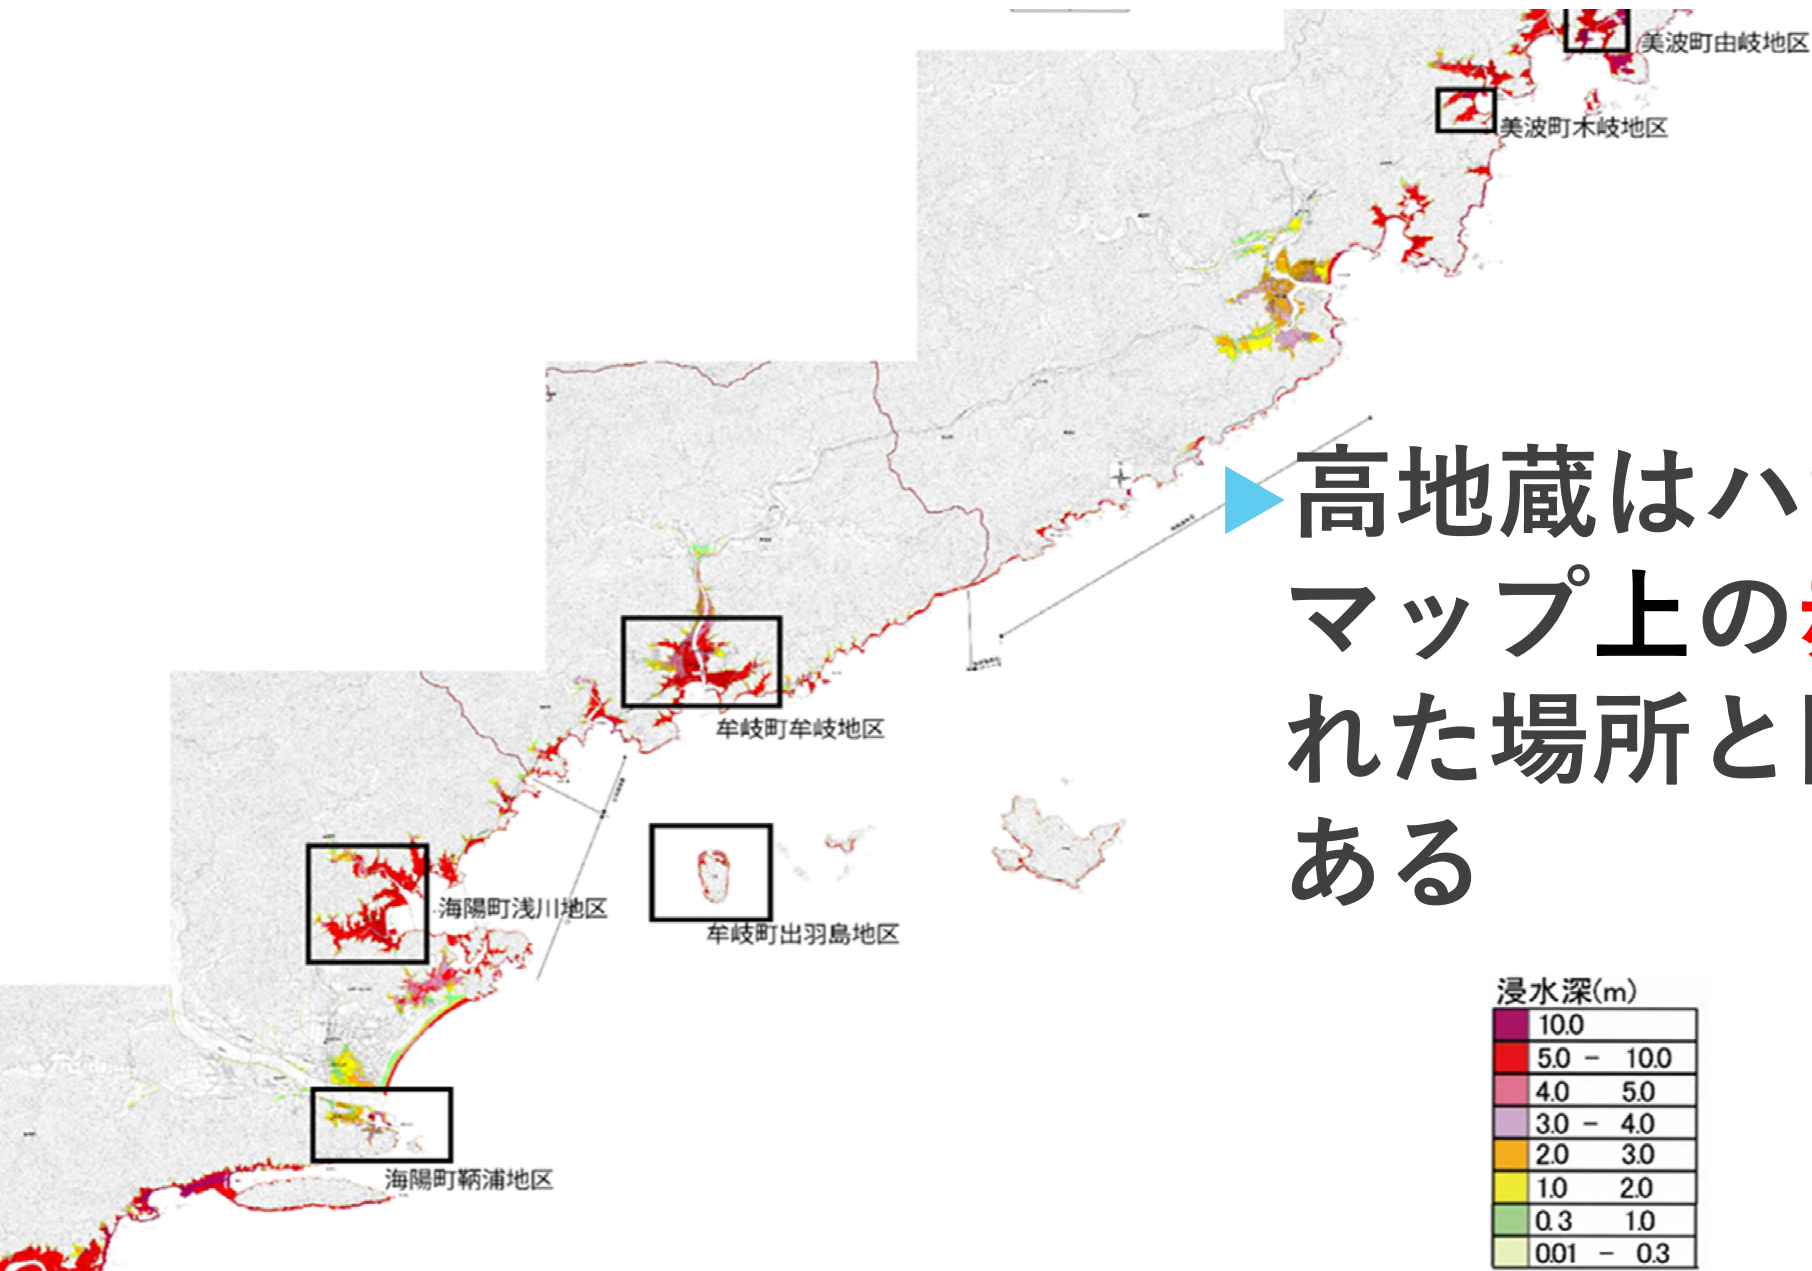 美波町由岐地区
美波町木岐地区
高地蔵はハ
マップ上の
れた場所と
ある
牟岐町牟岐地区
海陽町浅川地区
牟岐町出羽島地区
海陽町鞆浦地区
浸水深(m)
10.0
5.0 - 10.0
4.0 5.0
3.0 - 4.0
2.0 3.0
1.0 2.0
0.3 1.0
0.01 - 0.3